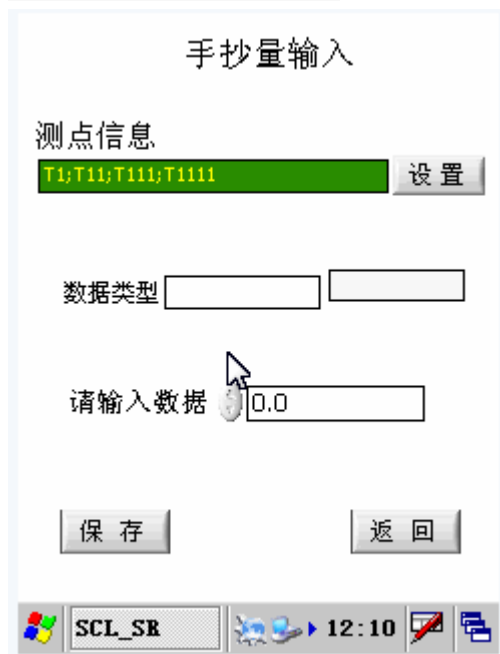 手抄量输入
测点信息
T1;T11;T111;T1111 设置
数据类型
请输入数据 0.0
保存 返回
SCL_SR 12:10